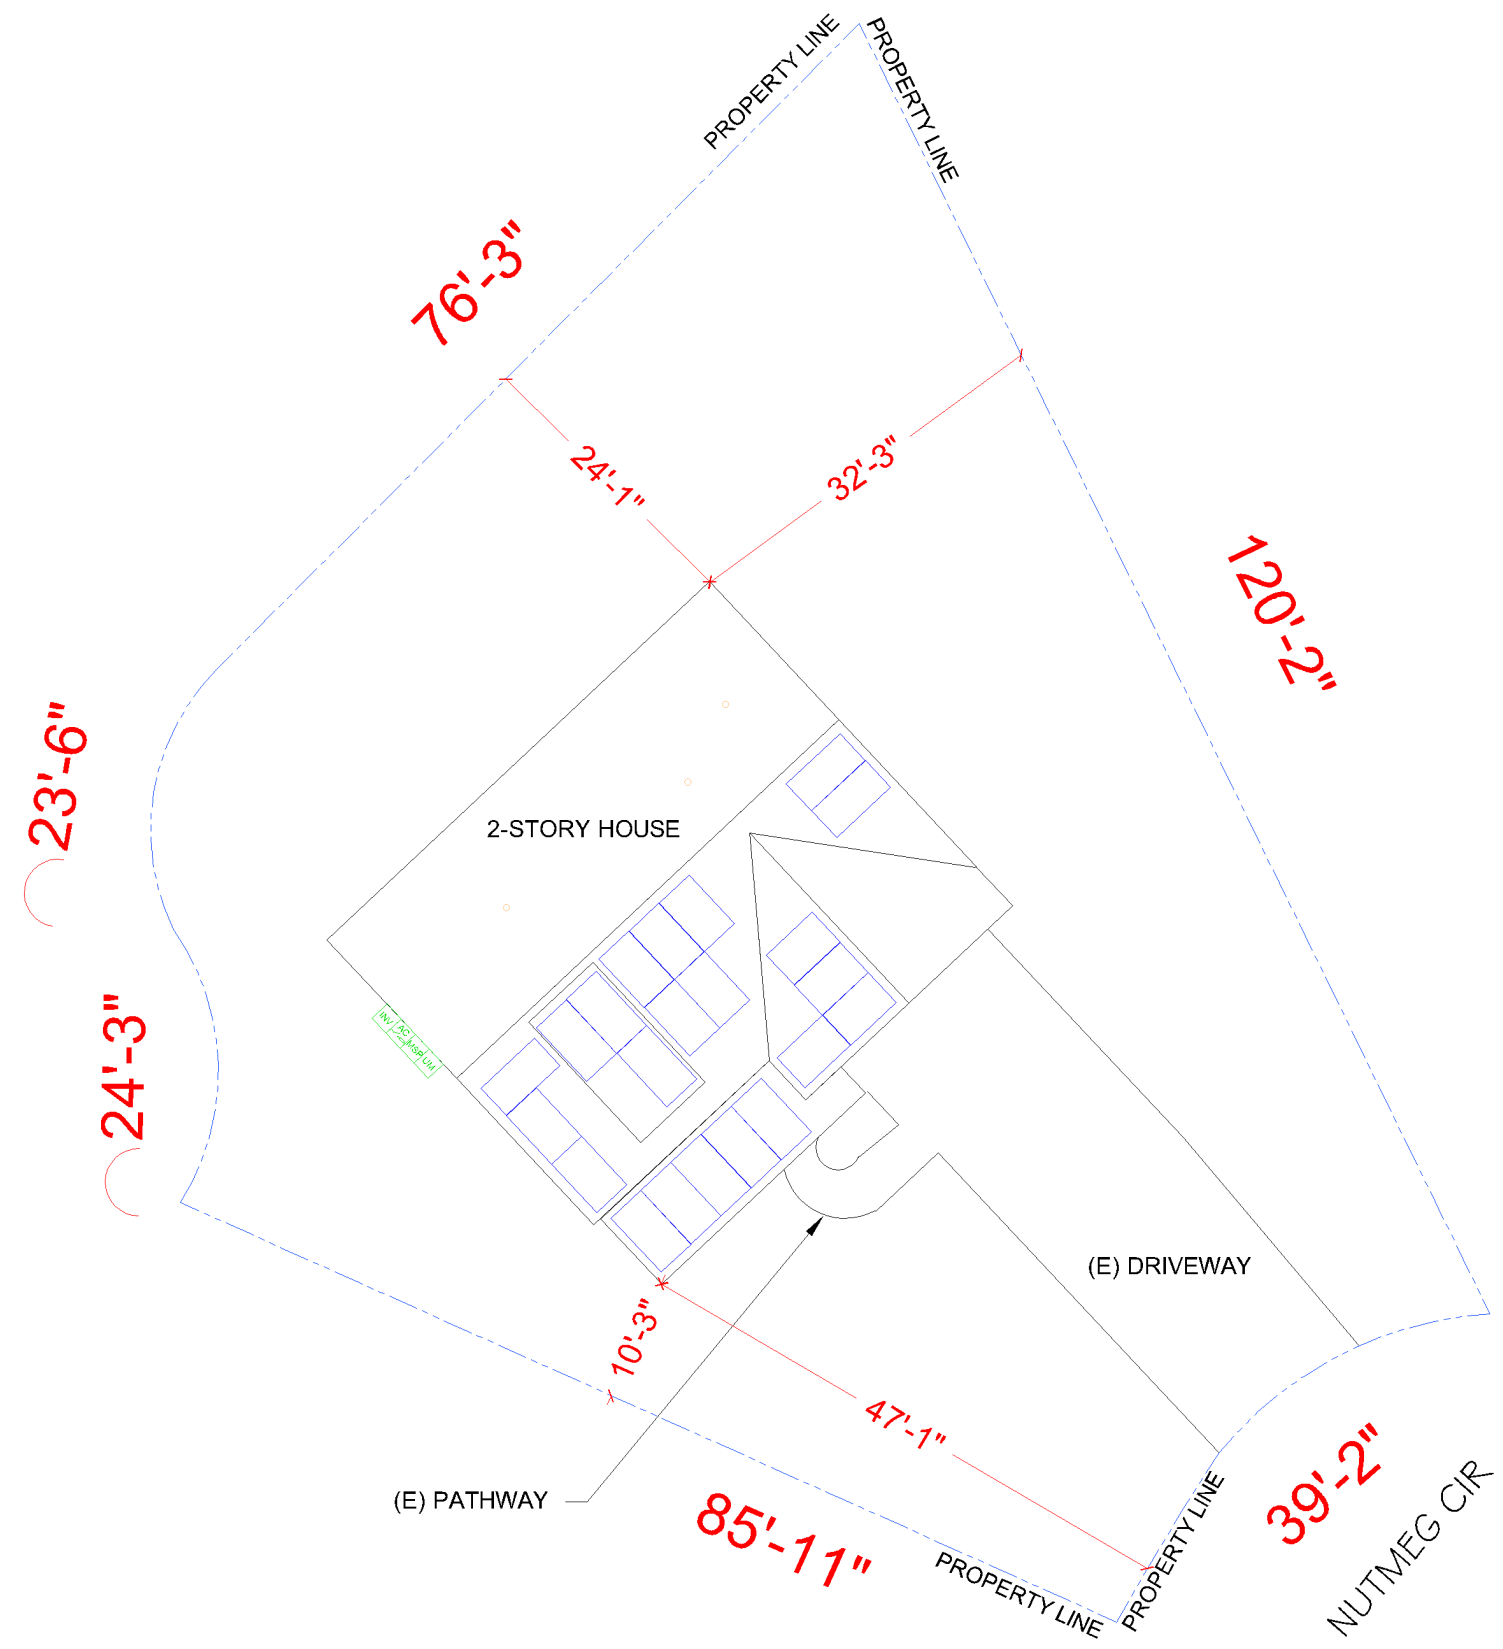 PROPERTY LINE
PROPERTY LINE
76'-3"
24'-1"
32'-3"
120'-2"
23'-6"
2-STORY HOUSE
24'-3"
INV
AC
MSP
UM
(E) DRIVEWAY
10'-3"
47'-1"
(E) PATHWAY
85'-11"
39'-2"
PROPERTY LINE
PROPERTY LINE
NUTMEG CIR